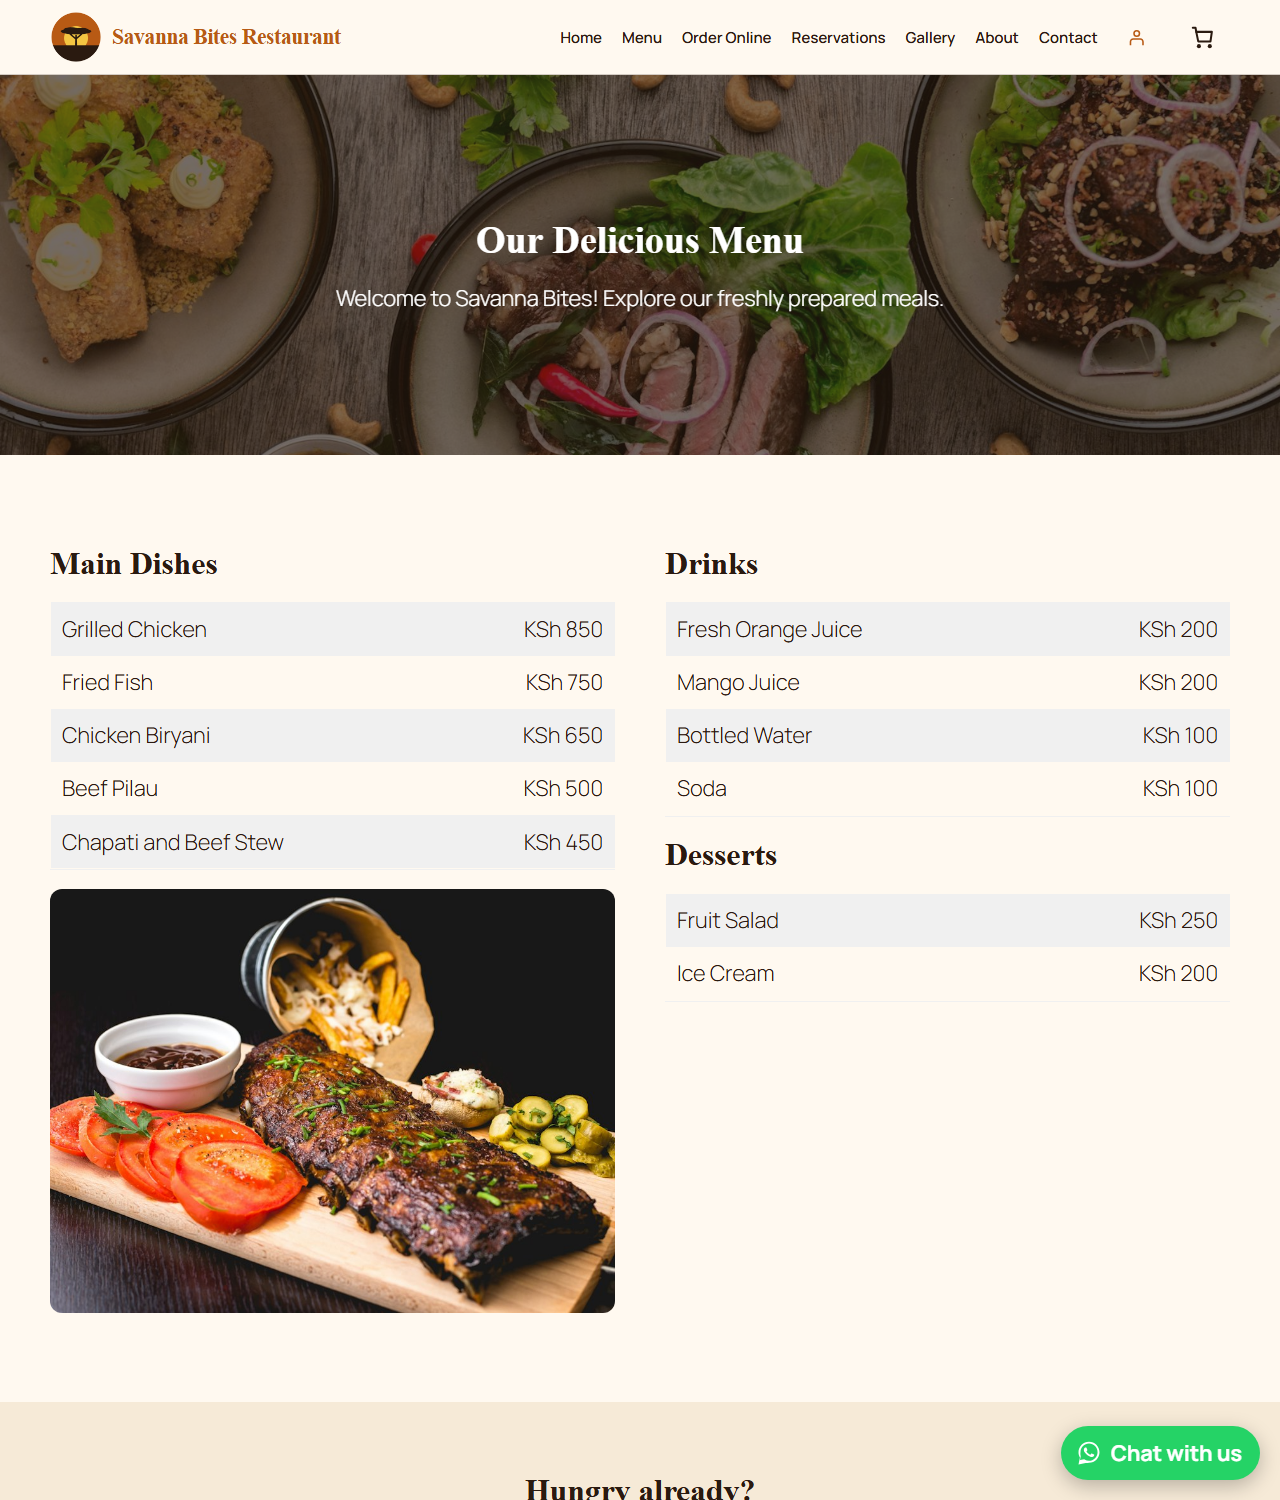 Savanna Bites Restaurant
Home Menu Order Online Reservations Gallery About Contact
Our Delicious Menu
Welcome to Savanna Bites! Explore our freshly prepared meals.
Main Dishes
Grilled Chicken KSh 850
Fried Fish KSh 750
Chicken Biryani KSh 650
Beef Pilau KSh 500
Chapati and Beef Stew KSh 450
Drinks
Fresh Orange Juice KSh 200
Mango Juice KSh 200
Bottled Water KSh 100
Soda KSh 100
Desserts
Fruit Salad KSh 250
Ice Cream KSh 200
Hungry already?
Chat with us